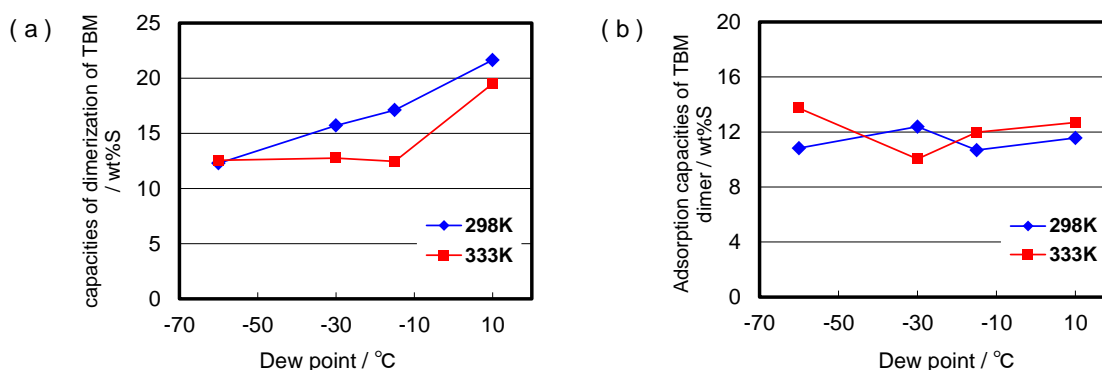 ( a )
capacities of dimerization of TBM
/ wt%S
25
20
15
10
5
0
-70
-50
-30
-10
10
Dew point / ℃
298K
333K
( b )
Adsorption capacities of TBM
dimer / wt%S
20
16
12
8
4
0
-70
-50
-30
-10
10
Dew point / ℃
298K
333K